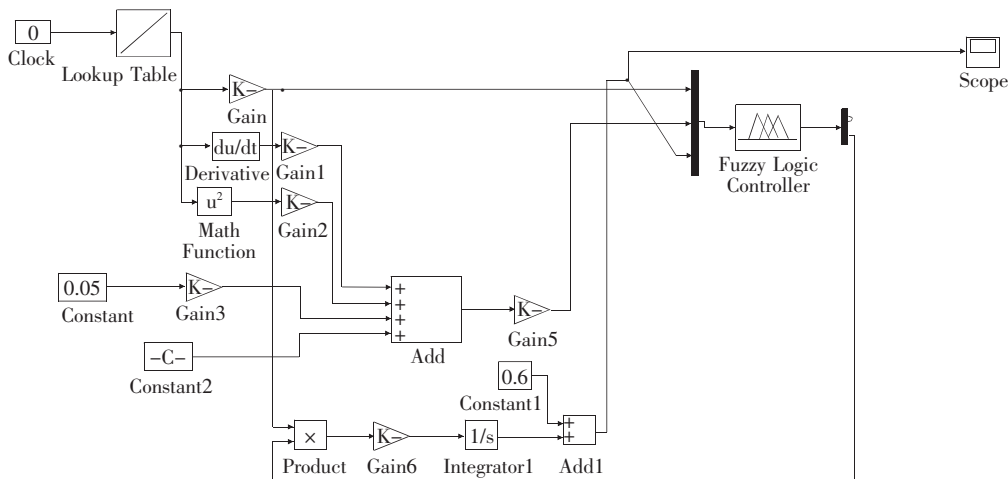 0
Clock
Lookup Table
Scope
K–
Gain
Fuzzy Logic
Controller
du/dt
Derivative
K–
Gain1
u²
Math
Function
K–
Gain2
0.05
Constant
K–
Gain3
+
+
+
+
Add
K–
Gain5
–C–
Constant2
0.6
Constant1
×
Product
K–
Gain6
1/s
Integrator1
+
+
Add1